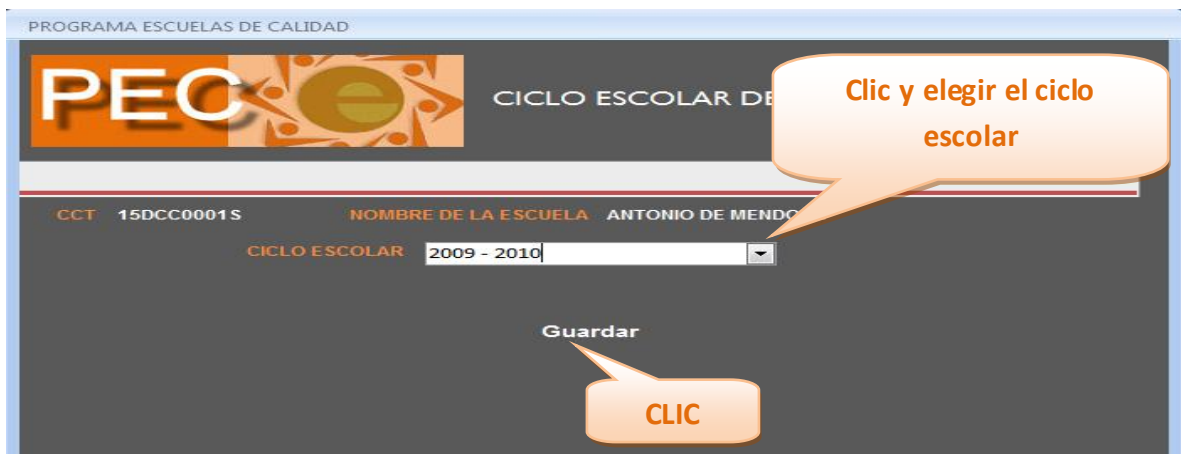 PROGRAMA ESCUELAS DE CALIDAD
PEC e
CICLO ESCOLAR DE
Clic y elegir el ciclo
escolar
CCT 15DCC0001S NOMBRE DE LA ESCUELA ANTONIO DE
CICLO ESCOLAR 2009 - 2010
Guardar
CLIC